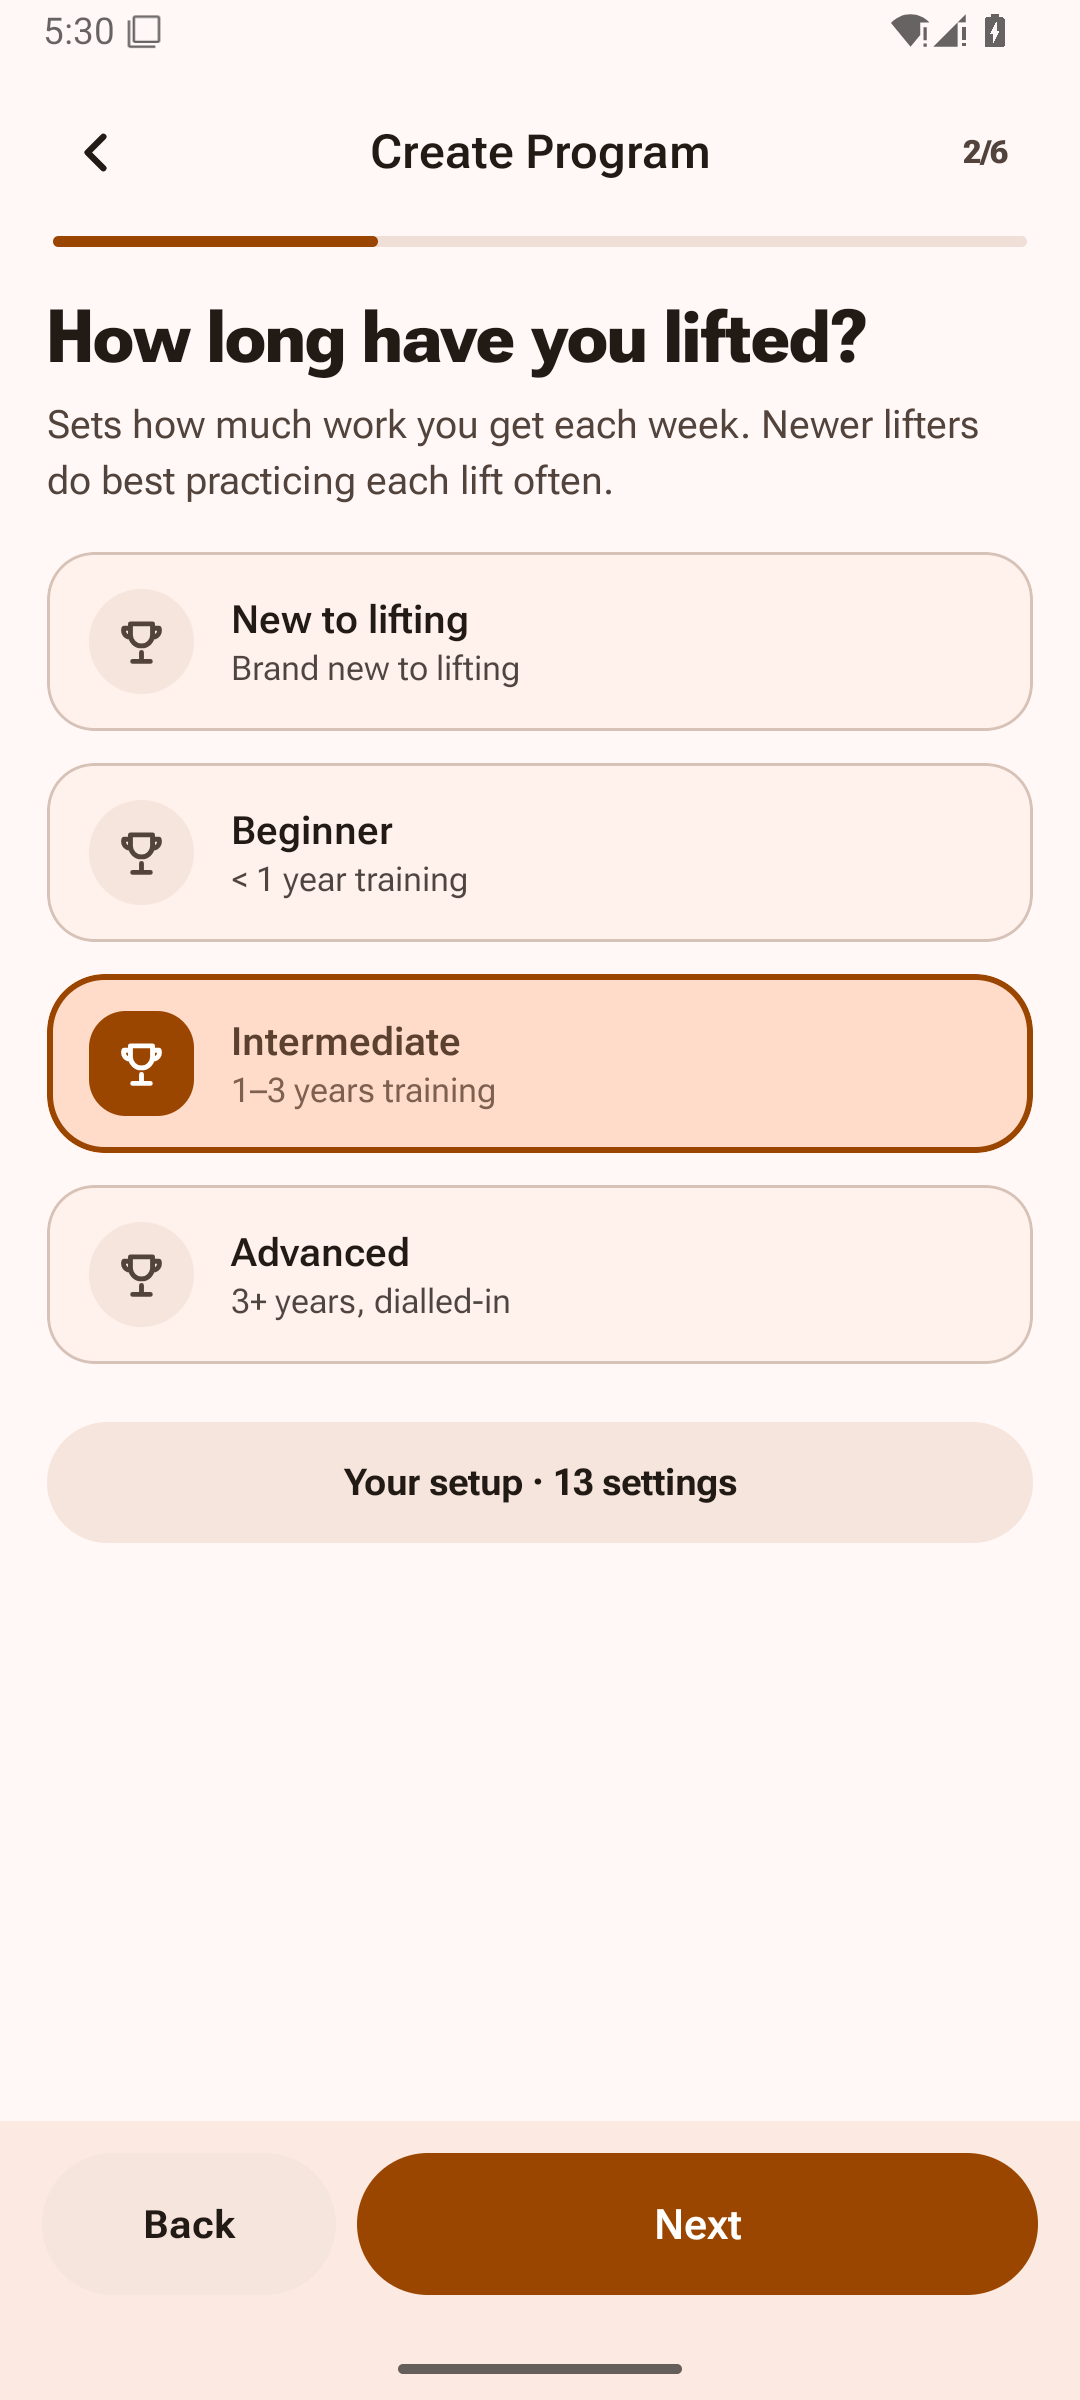 5:30
Create Program
2/6
How long have you lifted?
Sets how much work you get each week. Newer lifters
do best practicing each lift often.
New to lifting
Brand new to lifting
Beginner
< 1 year training
Intermediate
1–3 years training
Advanced
3+ years, dialled-in
Your setup · 13 settings
Back
Next